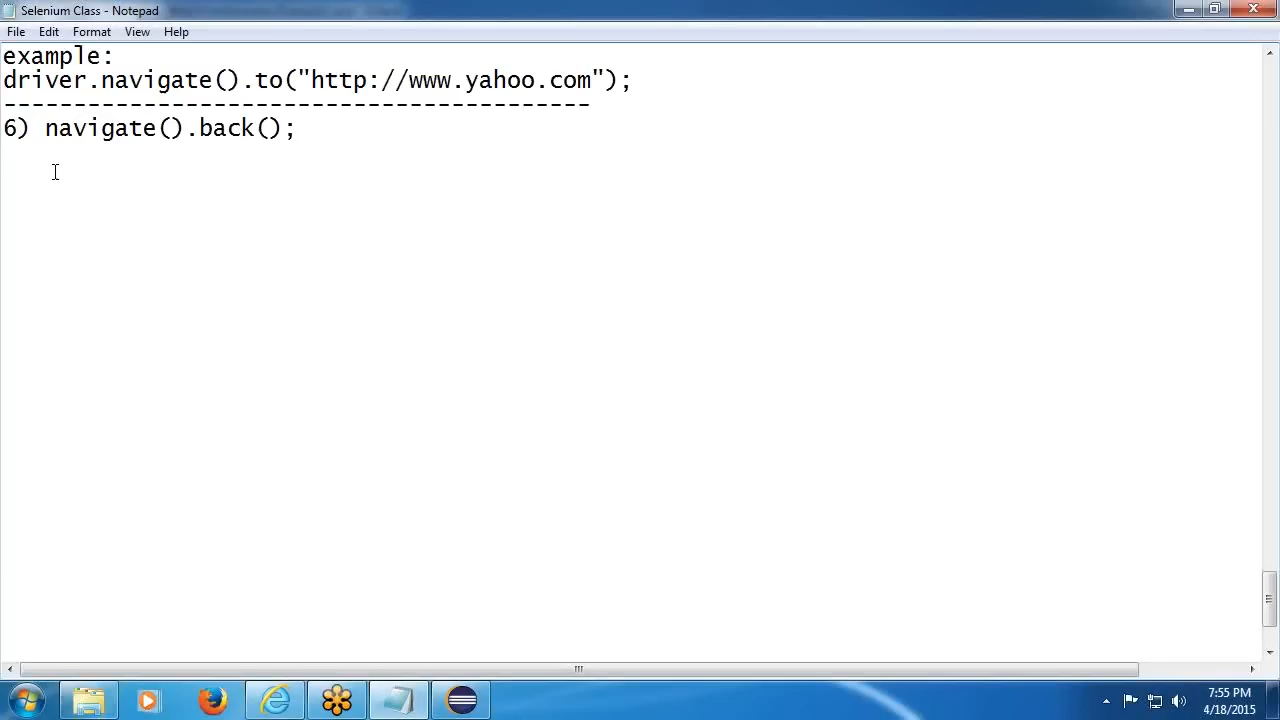 Selenium Class - Notepad
File Edit Format View Help
example:
driver.navigate().to("http://www.yahoo.com");
------------------------------------------
6) navigate().back();
7:55 PM
4/18/2015